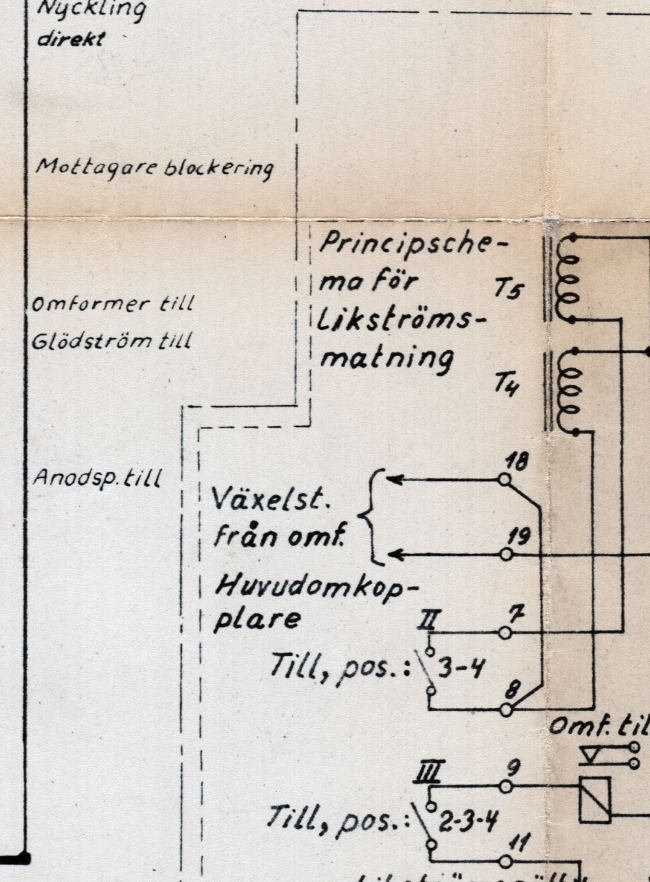 Nyckling
direkt
Mottagare blockering
Omformer till
Glödström till
Anodsp. till
Principsche-
ma för
Likströms-
matning
T5
T4
18
Växelst.
från omf.
19
Huvudomkop-
plare
II
7
Till, pos.: 3-4
8
Omf. til
III
9
Till, pos.: 2-3-4
11